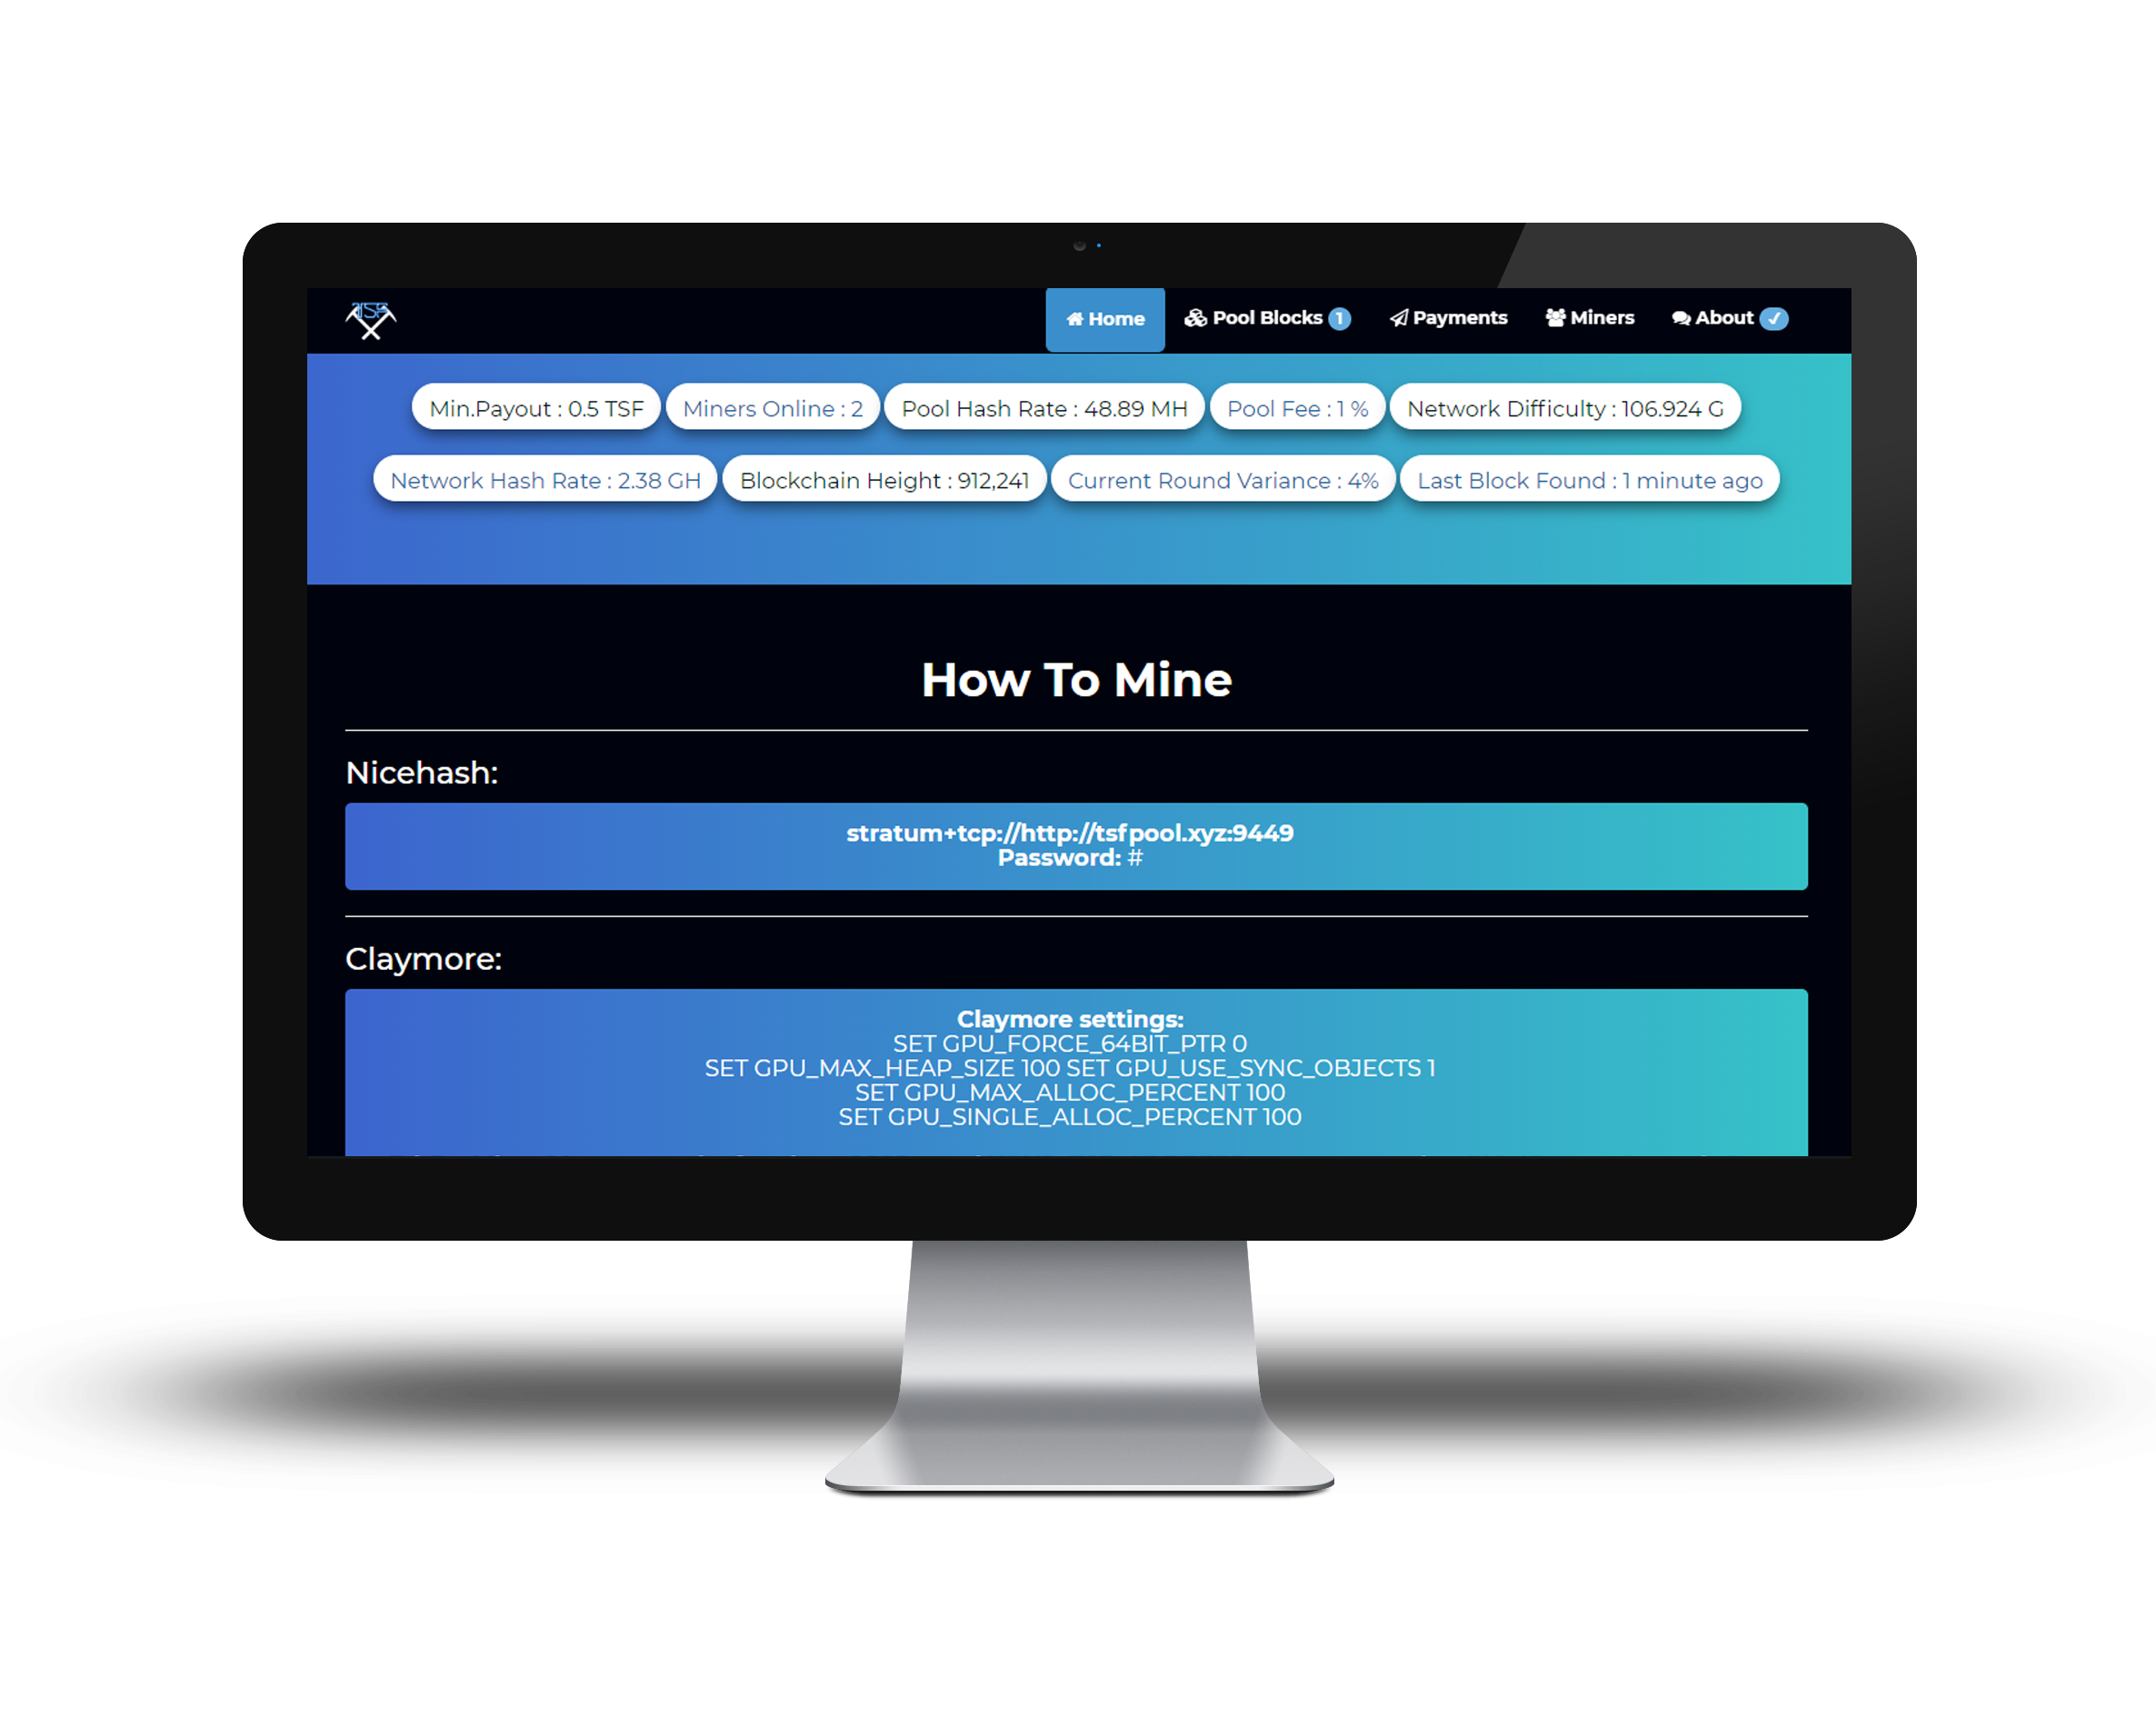 TSF
Home Pool Blocks 1 Payments Miners About
Min.Payout : 0.5 TSF Miners Online : 2 Pool Hash Rate : 48.89 MH Pool Fee : 1 % Network Difficulty : 106.924 G
Network Hash Rate : 2.38 GH Blockchain Height : 912,241 Current Round Variance : 4% Last Block Found : 1 minute ago
How To Mine
Nicehash:
stratum+tcp://http://tsfpool.xyz:9449
Password: #
Claymore:
Claymore settings:
SET GPU_FORCE_64BIT_PTR 0
SET GPU_MAX_HEAP_SIZE 100 SET GPU_USE_SYNC_OBJECTS 1
SET GPU_MAX_ALLOC_PERCENT 100
SET GPU_SINGLE_ALLOC_PERCENT 100